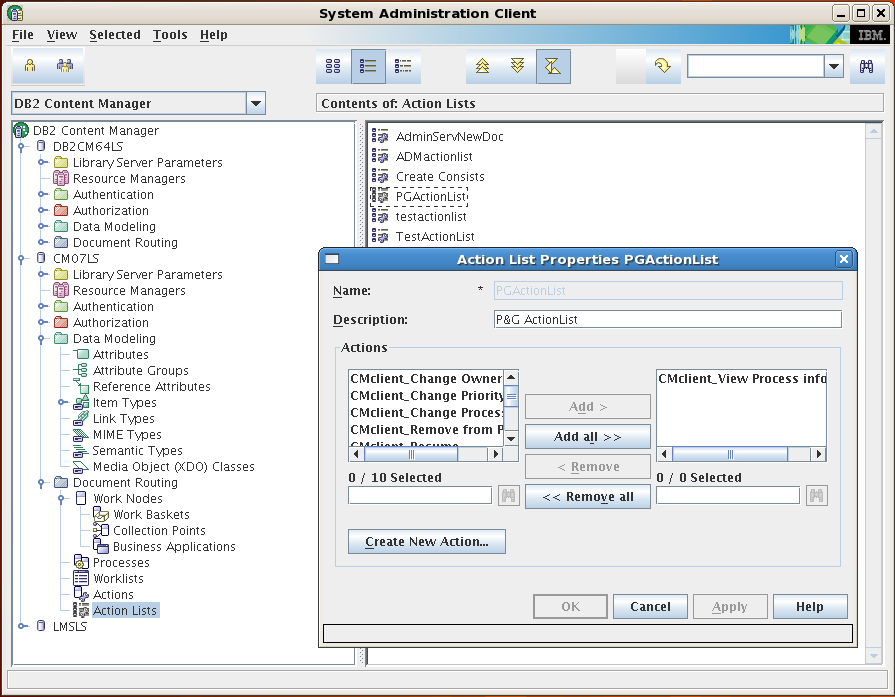 System Administration Client
File View Selected Tools Help
IBM.
DB2 Content Manager
Contents of: Action Lists
DB2 Content Manager
DB2CM64LS
Library Server Parameters
Resource Managers
Authentication
Authorization
Data Modeling
Document Routing
CM07LS
Library Server Parameters
Resource Managers
Authentication
Authorization
Data Modeling
Attributes
Attribute Groups
Reference Attributes
Item Types
Link Types
MIME Types
Semantic Types
Media Object (XDO) Classes
Document Routing
Work Nodes
Work Baskets
Collection Points
Business Applications
Processes
Worklists
Actions
Action Lists
LMSLS
AdminServNewDoc
ADMactionlist
Create Consists
PGActionList
testactionlist
TestActionList
Action List Properties PGActionList
Name: * PGActionList
Description: P&G ActionList
Actions
CMclient_Change Owner
CMclient_Change Priority
CMclient_Change Proces
CMclient_Remove from P
CMclient_Resume
0 / 10 Selected
Add >
Add all >>
< Remove
<< Remove all
CMclient_View Process info
0 / 0 Selected
Create New Action...
OK Cancel Apply Help